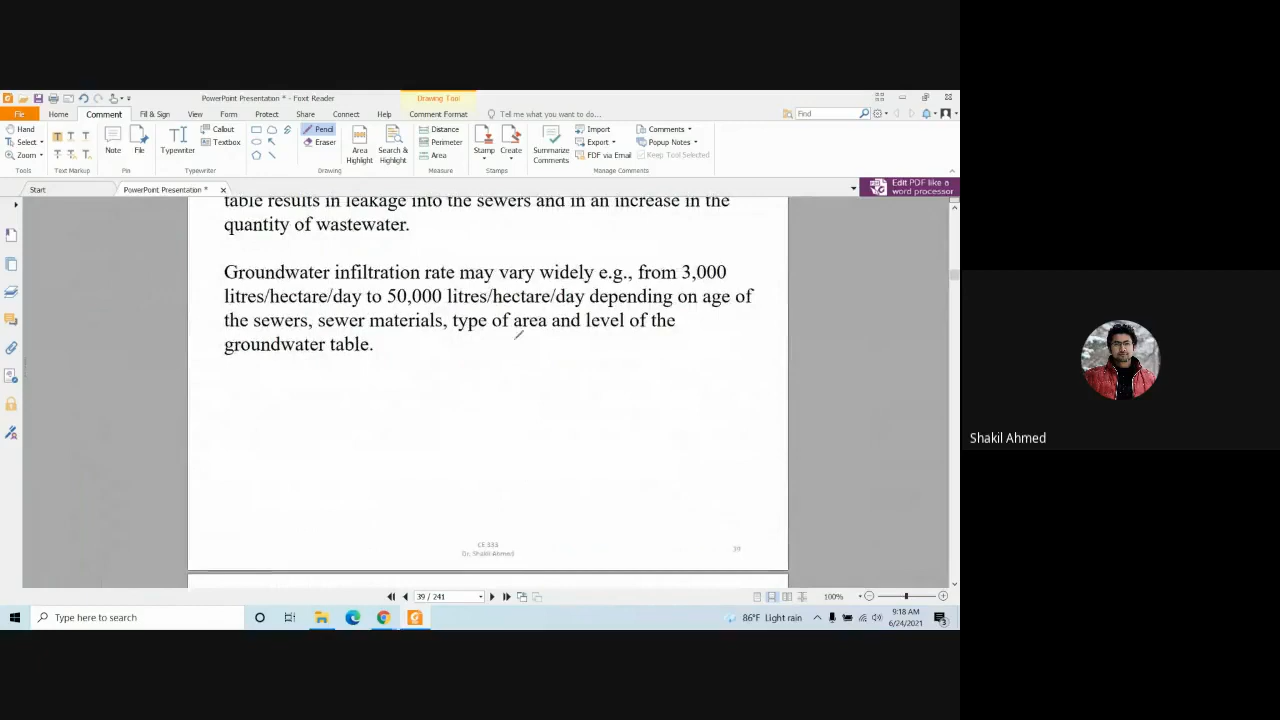 PowerPoint Presentation * - Foxit Reader
Drawing Tool
File Home Comment Fill & Sign View Form Protect Share Connect Help Comment Format Tell me what you want to do... Find
Hand
Select
Zoom
Tools
Text Markup
Note
File
Pin
Typewriter
Callout
Textbox
Typewriter
Pencil
Eraser
Area Highlight
Search & Highlight
Drawing
Distance
Perimeter
Area
Measure
Stamp
Create
Stamps
Summarize Comments
Import
Export
FDF via Email
Comments
Popup Notes
Keep Tool Selected
Manage Comments
Start
PowerPoint Presentation *
Edit PDF like a word processor
table results in leakage into the sewers and in an increase in the
quantity of wastewater.
Groundwater infiltration rate may vary widely e.g., from 3,000
litres/hectare/day to 50,000 litres/hectare/day depending on age of
the sewers, sewer materials, type of area and level of the
groundwater table.
CE 333
Dr. Shakil Ahmed
39
39 / 241
100%
Type here to search
86°F Light rain
9:18 AM
6/24/2021
3
Shakil Ahmed